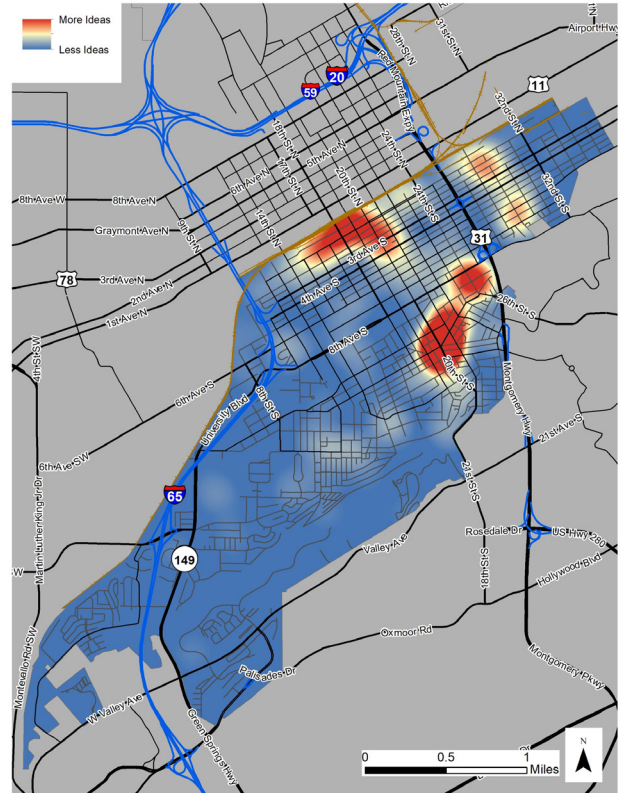 More Ideas
Less Ideas
28th St N
31st St N
Airport Hwy
Red Mountain Expy
20
59
11
32nd St N
18th St N
17th St N
5th Ave N
24th St N
8th Ave N
20th St N
24th St S
32nd St S
8th Ave W
8th Ave N
14th St N
9th St N
Graymont Ave N
31
3rd Ave S
78
3rd Ave N
2nd Ave N
1st Ave N
4th Ave S
26th St S
4th St SW
8th Ave S
20th St S
6th Ave S
8th St S
Montgomery Hwy
University Blvd
21st Ave S
6th Ave SW
21st St S
65
Martin Luther King Jr Dr
Rosedale Dr
US Hwy 280
Valley Ave
149
18th St S
Hollywood Blvd
Oxmoor Rd
Montevallo Rd SW
Palisades Dr
Montgomery Pkwy
W Valley Ave
Green Springs Hwy
N
0 0.5 1
Miles